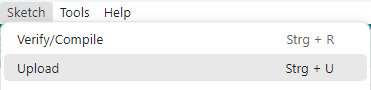 Sketch Tools Help
Verify/Compile Strg + R
Upload Strg + U